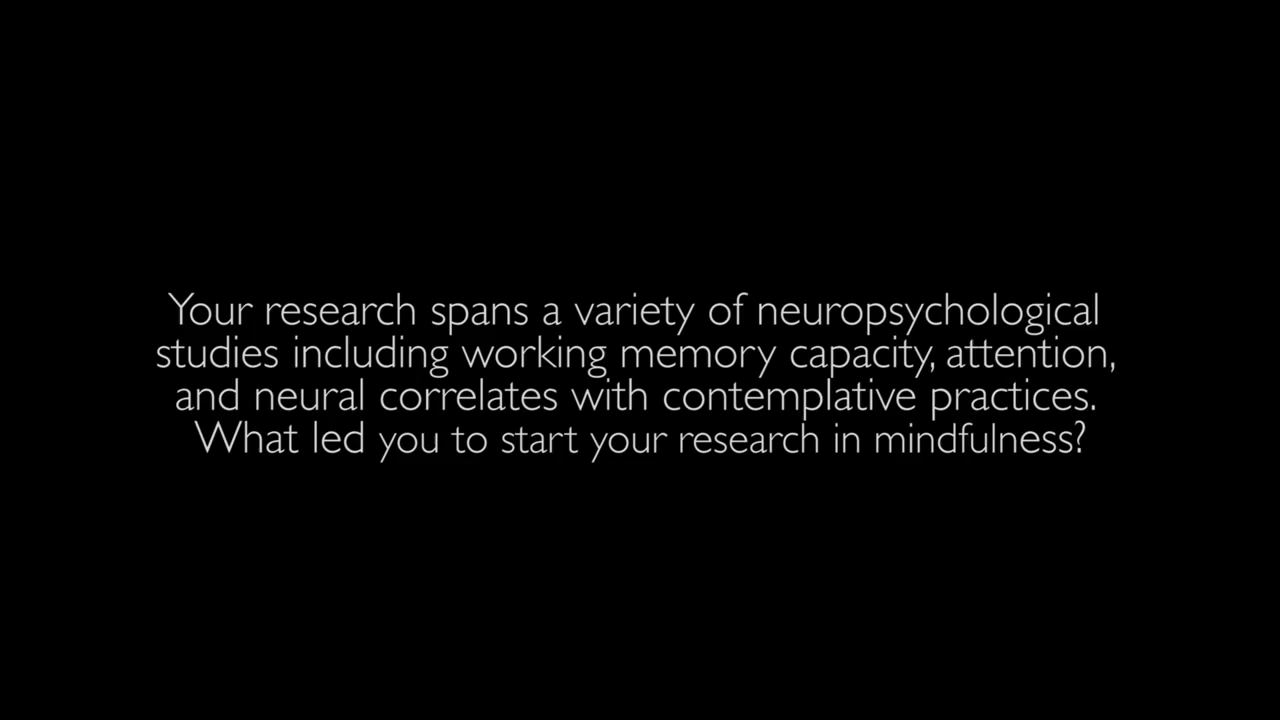 Your research spans a variety of neuropsychological
studies including working memory capacity, attention,
and neural correlates with contemplative practices.
What led you to start your research in mindfulness?